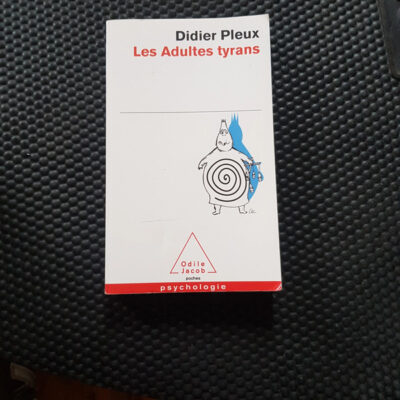 Didier Pleux
Les Adultes tyrans
Odile
Jacob
poches
psychologie